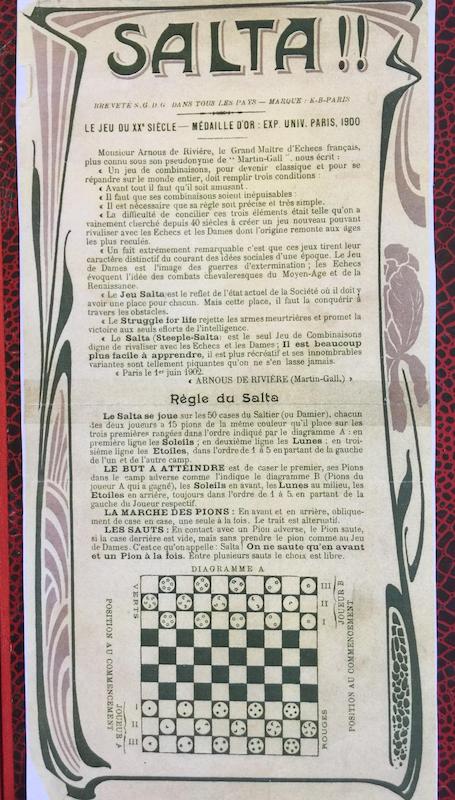 SALTA !!
BREVETÉ S.G.D.G DANS TOUS LES PAYS — MARQUE : K-B-PARIS
LE JEU DU XXe SIÈCLE — MÉDAILLE D'OR : EXP. UNIV. PARIS, 1900
Monsieur Arnous de Rivière, le Grand Maître d'Echecs français,
plus connu sous son pseudonyme de “ Martin-Gall ”. nous écrit :
« Un jeu de combinaisons, pour devenir classique et pour se
répandre sur le monde entier, doit remplir trois conditions :
« Avant tout il faut qu'il soit amusant.
« Il faut que ses combinaisons soient inépuisables :
« Il est nécessaire que sa règle soit précise et très simple.
« La difficulté de concilier ces trois éléments était telle qu'on a
vainement cherché depuis 40 siècles à créer un jeu nouveau pouvant
rivaliser avec les Echecs et les Dames dont l'origine remonte aux âges
les plus reculés.
« Un fait extrêmement remarquable c'est que ces jeux tirent leur
caractère distinctif du courant des idées sociales d'une époque. Le Jeu
de Dames est l'image des guerres d'extermination ; les Echecs
évoquent l'idée des combats chevaleresques du Moyen-Age et de la
Renaissance.
« Le Jeu Salta est le reflet de l'état actuel de la Société où il doit y
avoir une place pour chacun. Mais cette place, il faut la conquérir à
travers les obstacles.
« Le Struggle for life rejette les armes meurtrières et promet la
victoire aux seuls efforts de l'intelligence.
« Le Salta (Steeple-Salta) est le seul Jeu de Combinaisons
digne de rivaliser avec les Echecs et les Dames ; Il est beaucoup
plus facile à apprendre, il est plus récréatif et ses innombrables
variantes sont tellement piquantes qu'on ne s'en lasse jamais.
« Paris le 1er juin 1902.
« ARNOUS DE RIVIÈRE (Martin-Gall.) »
Règle du Salta
Le Salta se joue sur les 50 cases du Saltier (ou Damier), chacun
des deux joueurs a 15 pions de la même couleur qu'il place sur les
trois premières rangées dans l'ordre indiqué par le diagramme A : en
première ligne les Soleils ; en deuxième ligne les Lunes ; en troi-
sième ligne les Etoiles, dans l'ordre de 1 à 5 en partant de la gauche
de l'un et de l'autre camp.
LE BUT A ATTEINDRE est de caser le premier, ses Pions
dans le camp adverse comme l'indique le diagramme B (Pions du
joueur A qui a gagné), les Soleils en avant, les Lunes au milieu, les
Etoiles en arrière, toujours dans l'ordre de 1 à 5. en partant de la
gauche du Joueur respectif.
LA MARCHE DES PIONS : En avant et en arrière, oblique-
ment de case en case, une seule à la fois. Le trait est alternatif.
LES SAUTS : En contact avec un Pion adverse, le Pion saute,
si la case derrière est vide, mais sans prendre le pion comme au Jeu
de Dames. C'est ce qu'on appelle : Salta ! On ne saute qu'en avant
et un Pion à la fois. Entre plusieurs sauts le choix est libre.
DIAGRAMME A
VERTS
III
II
I
JOUEUR B
POSITION AU COMMENCEMENT
POSITION AU COMMENCEMENT
JOUEUR A
I
II
III
ROUGES